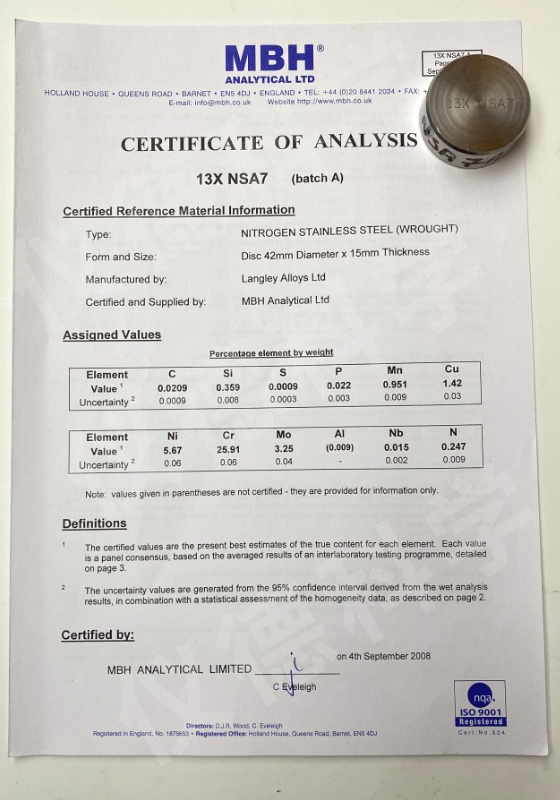 MBH®
ANALYTICAL LTD
13X NSA7 A
HOLLAND HOUSE • QUEENS ROAD • BARNET • EN5 4DJ • ENGLAND • TEL: +44 (0)20 8441 2024 • FAX:
E-mail: info@mbh.co.uk Website http://www.mbh.co.uk
13X NSA7
CERTIFICATE OF ANALYSIS
13X NSA7 (batch A)
Certified Reference Material Information
Type: NITROGEN STAINLESS STEEL (WROUGHT)
Form and Size: Disc 42mm Diameter x 15mm Thickness
Manufactured by: Langley Alloys Ltd
Certified and Supplied by: MBH Analytical Ltd
Assigned Values
Percentage element by weight
Element C Si S P Mn Cu
Value 1 0.0209 0.359 0.0009 0.022 0.951 1.42
Uncertainty 2 0.0009 0.008 0.0003 0.003 0.009 0.03
Element Ni Cr Mo Al Nb N
Value 1 5.67 25.91 3.25 (0.009) 0.015 0.247
Uncertainty 2 0.06 0.06 0.04 - 0.002 0.009
Note: values given in parentheses are not certified - they are provided for information only.
Definitions
1 The certified values are the present best estimates of the true content for each element. Each value
is a panel consensus, based on the averaged results of an interlaboratory testing programme, detailed
on page 3.
2 The uncertainty values are generated from the 95% confidence interval derived from the wet analysis
results, in combination with a statistical assessment of the homogeneity data, as described on page 2.
Certified by:
on 4th September 2008
MBH ANALYTICAL LIMITED
C Eveleigh
nqa.
ISO 9001
Registered
Cert.No.524
Directors: D.J.R. Wood, C. Eveleigh
Registered in England, No. 1875653 • Registered Office: Holland House, Queens Road, Barnet, EN5 4DJ